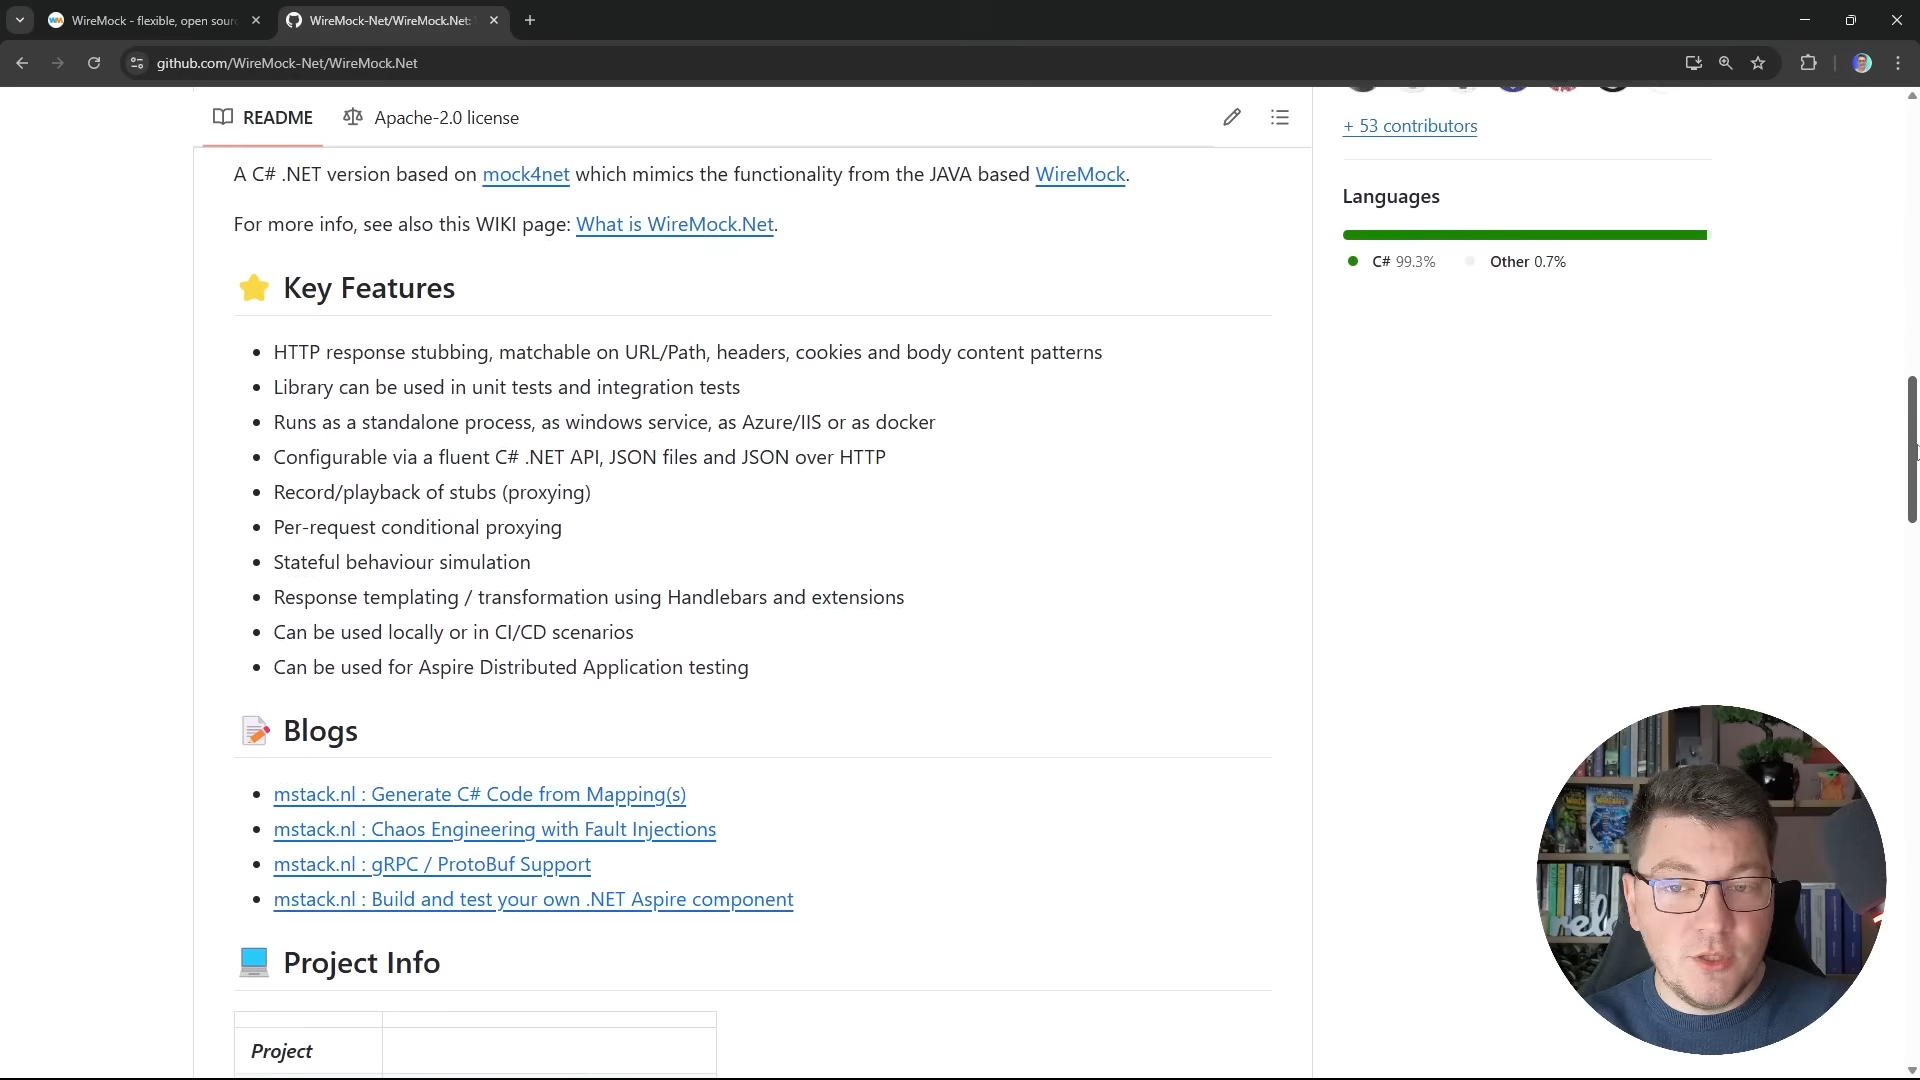 WireMock - flexible, open sour
WireMock-Net/WireMock.Net:
github.com/WireMock-Net/WireMock.Net
README
Apache-2.0 license
+ 53 contributors
A C# .NET version based on mock4net which mimics the functionality from the JAVA based WireMock.
For more info, see also this WIKI page: What is WireMock.Net.
Languages
C# 99.3%
Other 0.7%
Key Features
HTTP response stubbing, matchable on URL/Path, headers, cookies and body content patterns
Library can be used in unit tests and integration tests
Runs as a standalone process, as windows service, as Azure/IIS or as docker
Configurable via a fluent C# .NET API, JSON files and JSON over HTTP
Record/playback of stubs (proxying)
Per-request conditional proxying
Stateful behaviour simulation
Response templating / transformation using Handlebars and extensions
Can be used locally or in CI/CD scenarios
Can be used for Aspire Distributed Application testing
Blogs
mstack.nl : Generate C# Code from Mapping(s)
mstack.nl : Chaos Engineering with Fault Injections
mstack.nl : gRPC / ProtoBuf Support
mstack.nl : Build and test your own .NET Aspire component
Project Info
Project